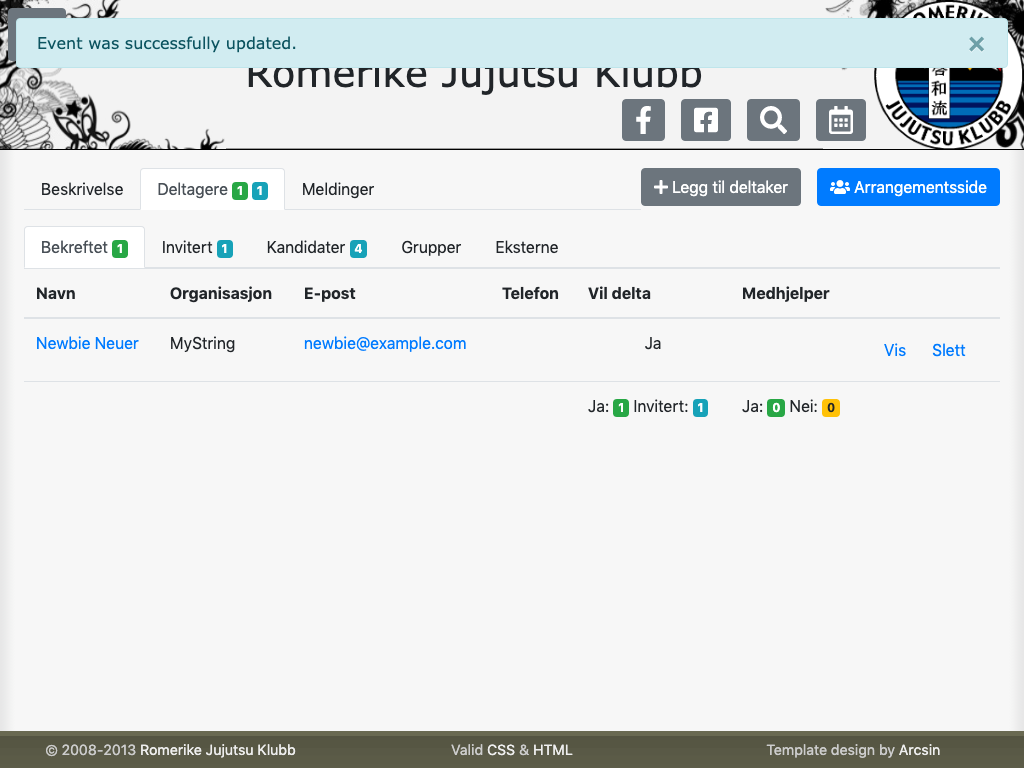 Event was successfully updated.
×
Romerike Jujutsu Klubb
ROMERIKE
啓和流
JUJUTSU KLUBB
Beskrivelse Deltagere 1 1 Meldinger
Legg til deltaker
Arrangementsside
Bekreftet 1 Invitert 1 Kandidater 4 Grupper Eksterne
Navn Organisasjon E-post Telefon Vil delta Medhjelper
Newbie Neuer MyString newbie@example.com Ja Vis Slett
Ja: 1 Invitert: 1 Ja: 0 Nei: 0
© 2008-2013 Romerike Jujutsu Klubb Valid CSS & HTML Template design by Arcsin